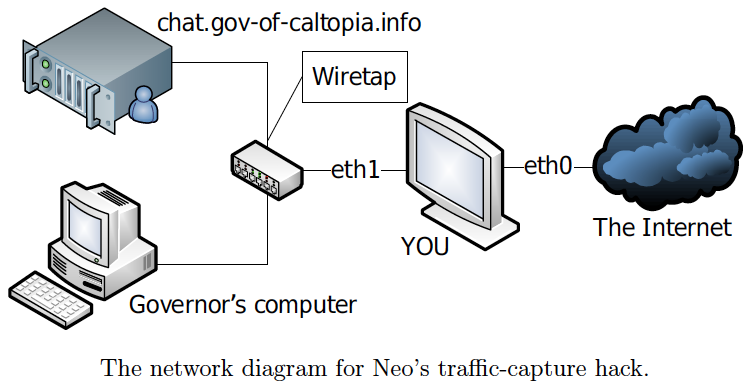 chat.gov-of-caltopia.info
Wiretap
eth1
eth0
YOU
The Internet
Governor's computer
The network diagram for Neo's traffic-capture hack.